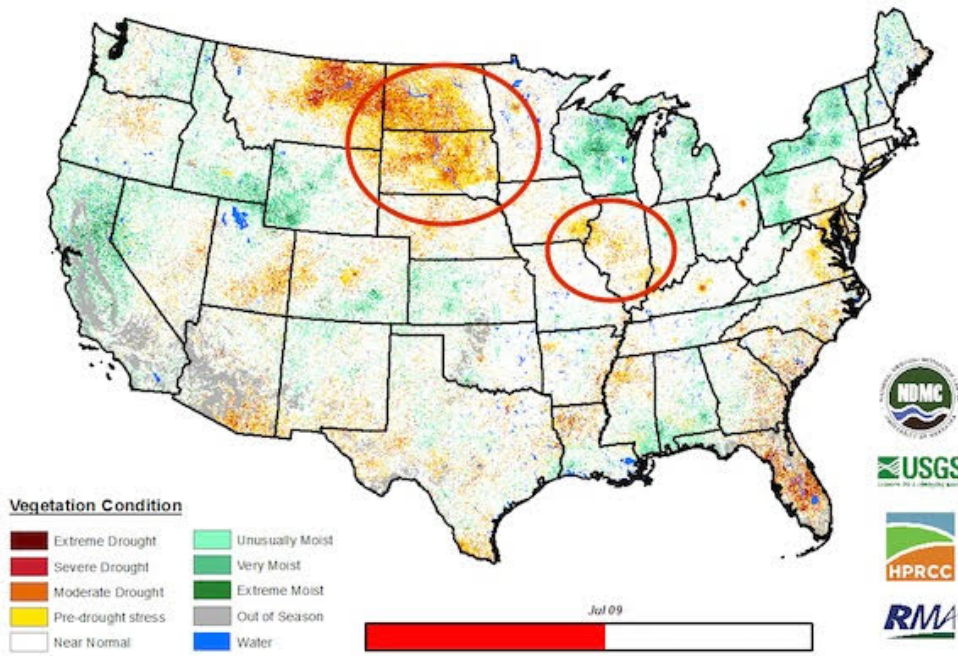 NDMC
USGS
HPRCC
RMA
Vegetation Condition
Extreme Drought
Severe Drought
Moderate Drought
Pre-drought stress
Near Normal
Unusually Moist
Very Moist
Extreme Moist
Out of Season
Water
Jul 09